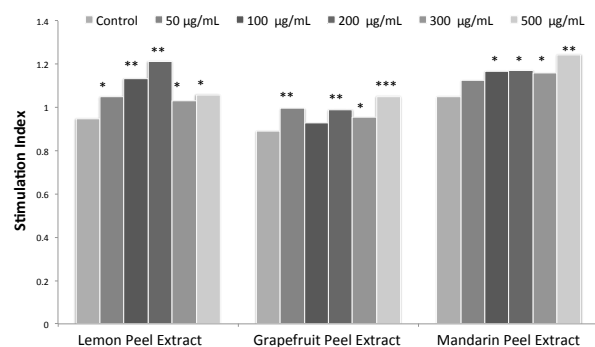 Control 50 µg/mL 100 µg/mL 200 µg/mL 300 µg/mL 500 µg/mL
1.4
1.2
1
0.8
0.6
0.4
0.2
0
Stimulation Index
* ** ** * *
** ** * ***
* * * **
Lemon Peel Extract Grapefruit Peel Extract Mandarin Peel Extract